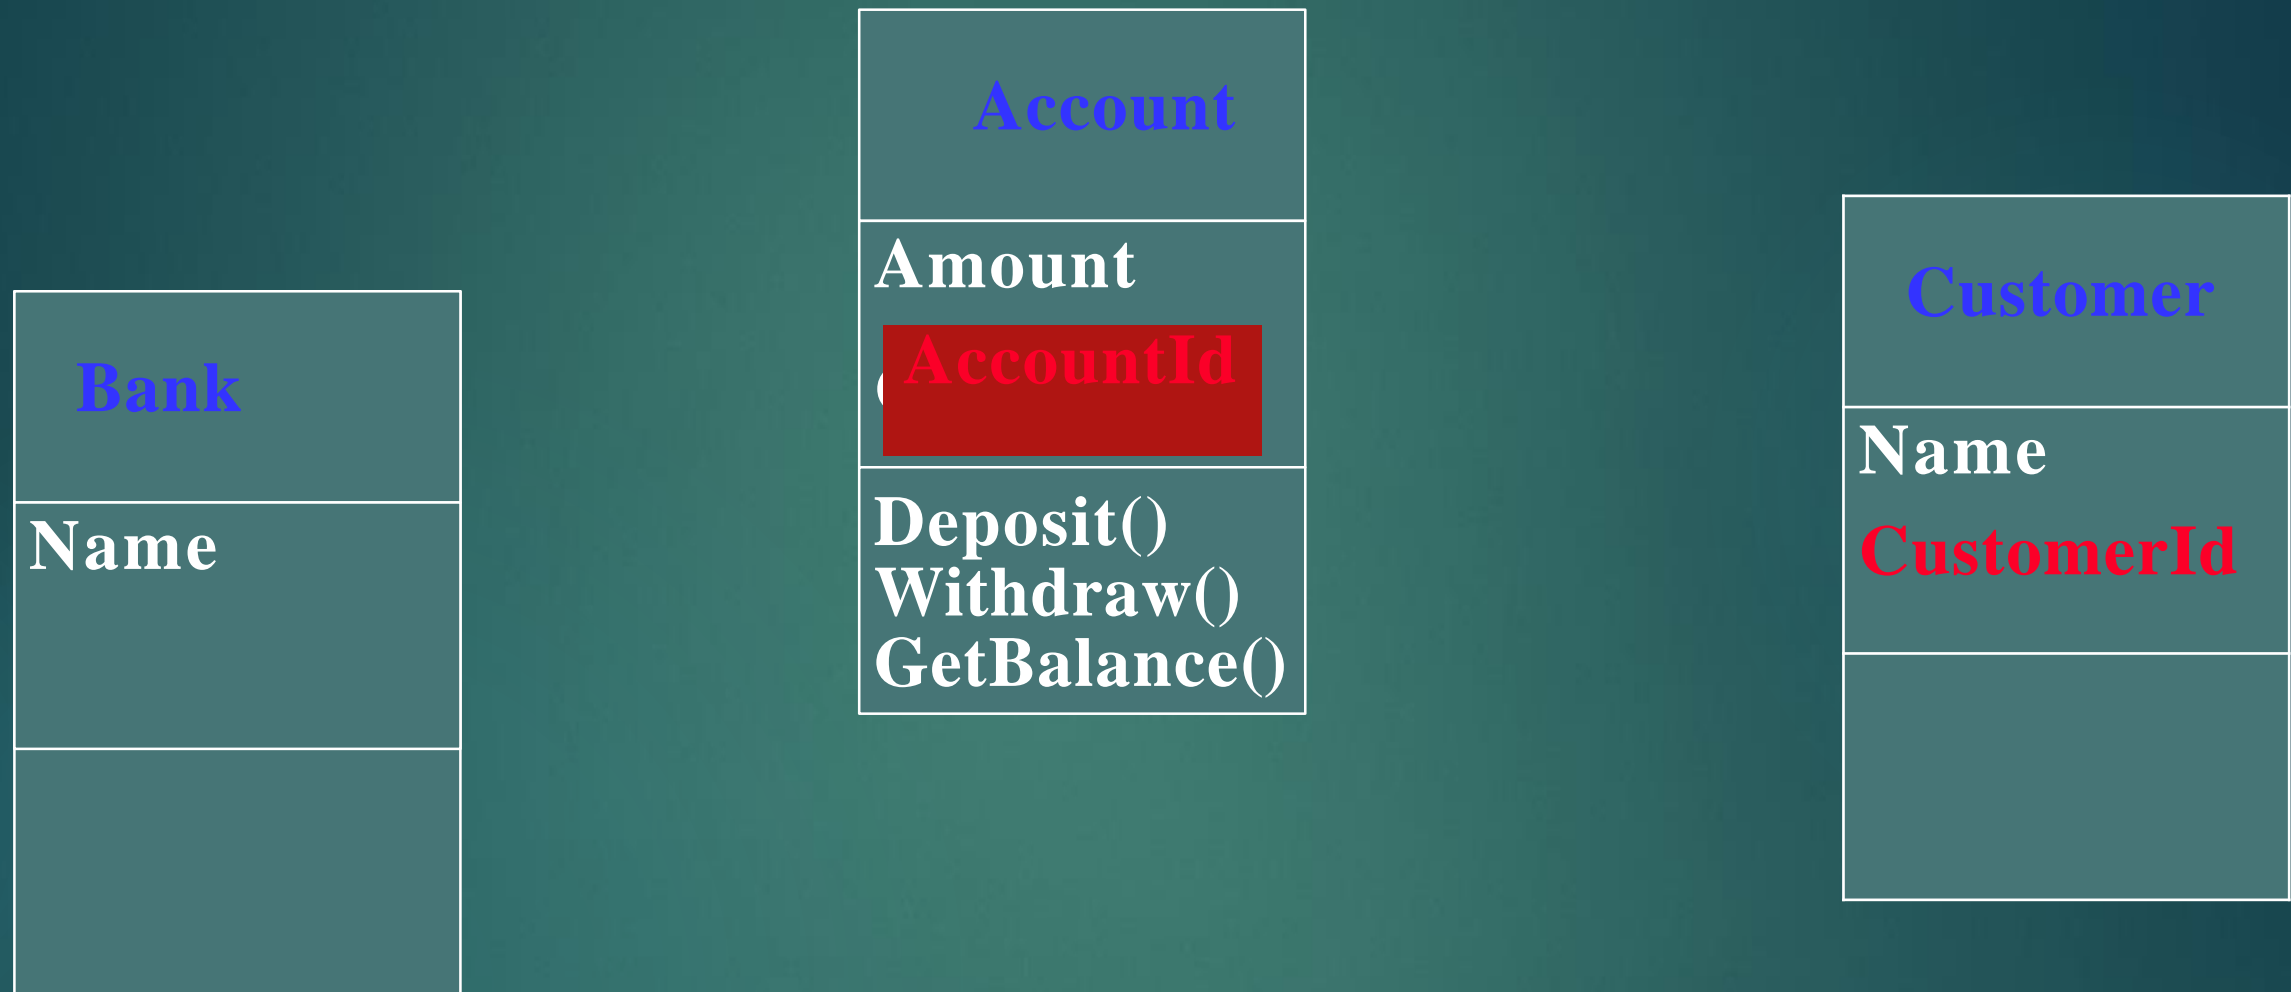 Bank
Name
Account
Amount
AccountId
Deposit()
Withdraw()
GetBalance()
Customer
Name
CustomerId